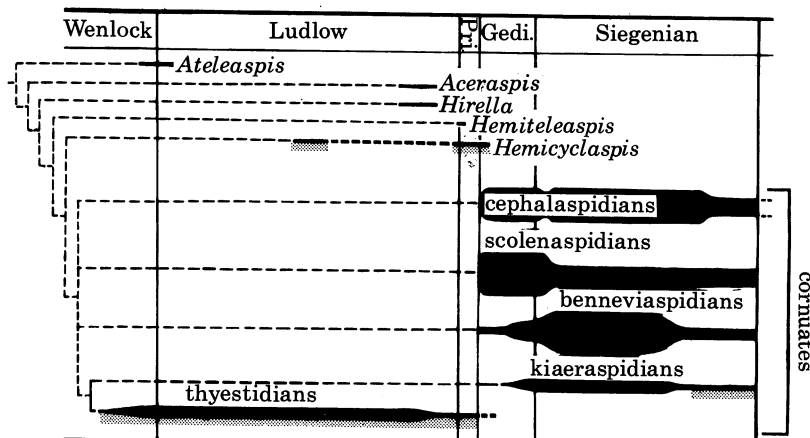 Wenlock Ludlow Pri. Gedi. Siegenian
Ateleaspis
Aceraspis
Hirella
Hemiteleaspis
Hemicyclaspis
cephalaspidians
scolenaspidians
benneviaspidians
kiaeraspidians
thyestidians
cornuates